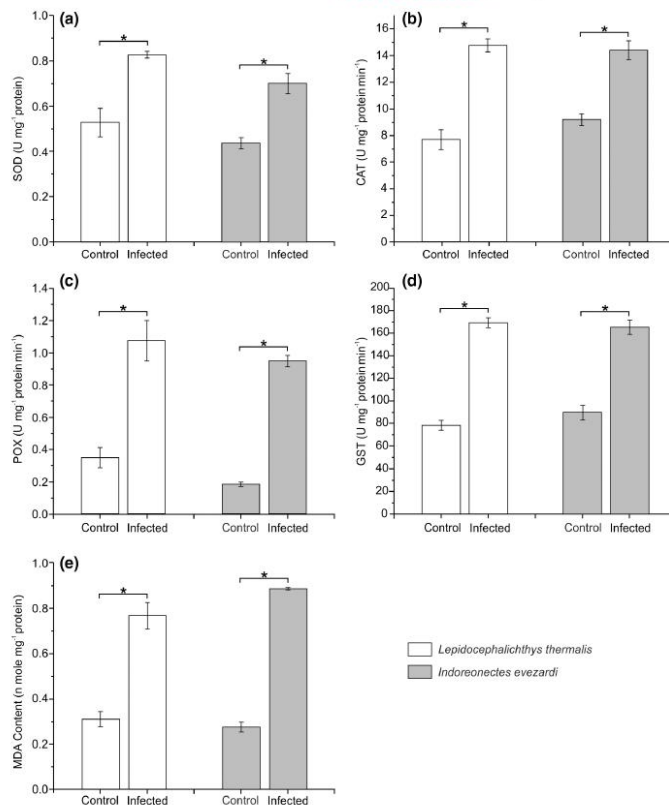 (a)
*
*
SOD (U mg⁻¹ protein)
1.0
0.8
0.6
0.4
0.2
0.0
Control Infected Control Infected
(b)
*
*
CAT (U mg⁻¹ protein min⁻¹)
16
14
12
10
8
6
4
2
0
Control Infected Control Infected
(c)
*
*
POX (U mg⁻¹ protein min⁻¹)
1.4
1.2
1.0
0.8
0.6
0.4
0.2
0.0
Control Infected Control Infected
(d)
*
*
GST (U mg⁻¹ protein min⁻¹)
200
180
160
140
120
100
80
60
40
20
0
Control Infected Control Infected
(e)
*
*
MDA Content (n mole mg⁻¹ protein)
1.0
0.8
0.6
0.4
0.2
0.0
Control Infected Control Infected
Lepidocephalichthys thermalis
Indoreonectes evezardi